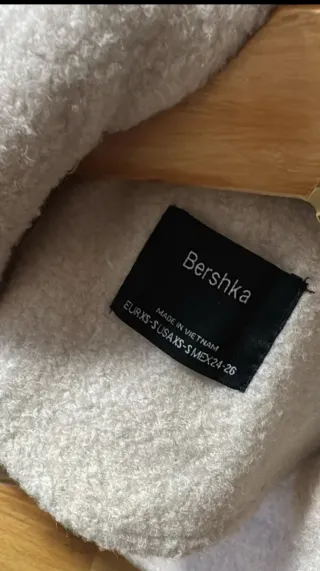 Bershka
MADE IN VIETNAM
EUR XS-S USA XS-S MEX 24-26